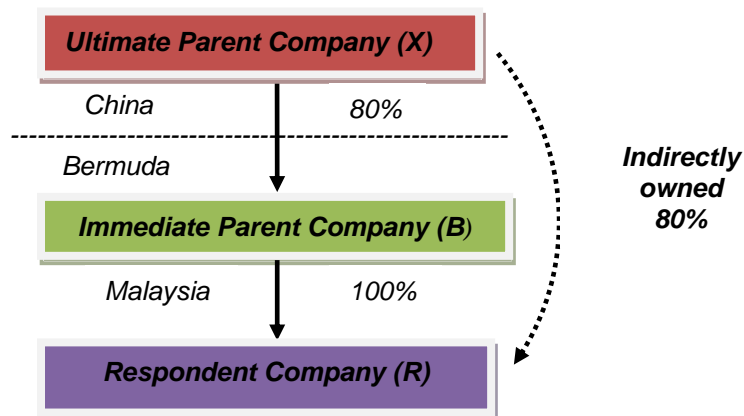 Ultimate Parent Company (X)
China 80%
Bermuda
Indirectly
owned
80%
Immediate Parent Company (B)
Malaysia 100%
Respondent Company (R)